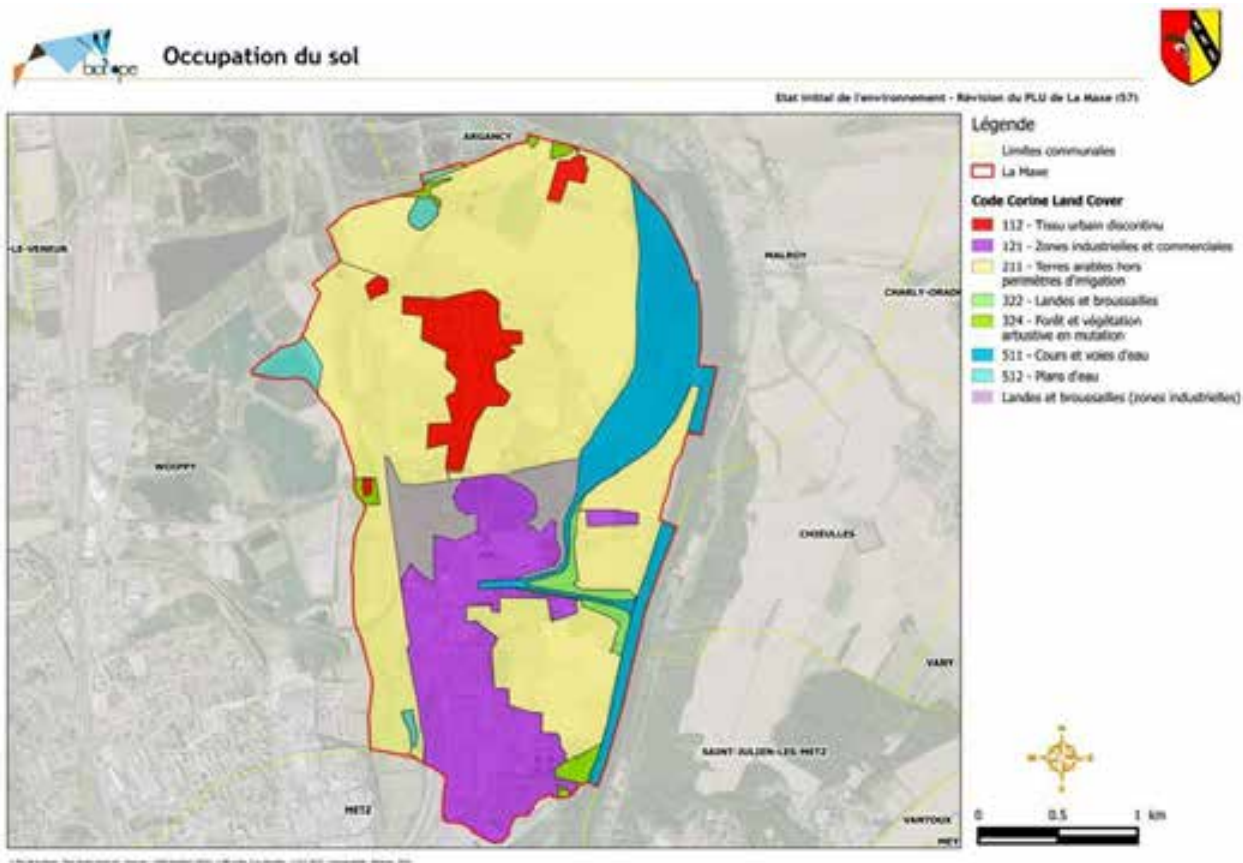 biotope
Occupation du sol
Etat initial de l'environnement - Révision du PLU de La Maxe (57)
Légende
Limites communales
La Maxe
Code Corine Land Cover
112 - Tissu urbain discontinu
121 - Zones industrielles et commerciales
211 - Terres arables hors
périmètres d'irrigation
322 - Landes et broussailles
324 - Forêt et végétation
arbustive en mutation
511 - Cours et voies d'eau
512 - Plans d'eau
Landes et broussailles (zones industrielles)
ARGANCY
-LE-VENEUR
MALROY
CHARLY-ORADO
WOIPPY
CHIEULLES
VANY
SAINT-JULIEN-LES-METZ
METZ
VANTOUX
MEY
N
W E
S
0 0.5 1 km